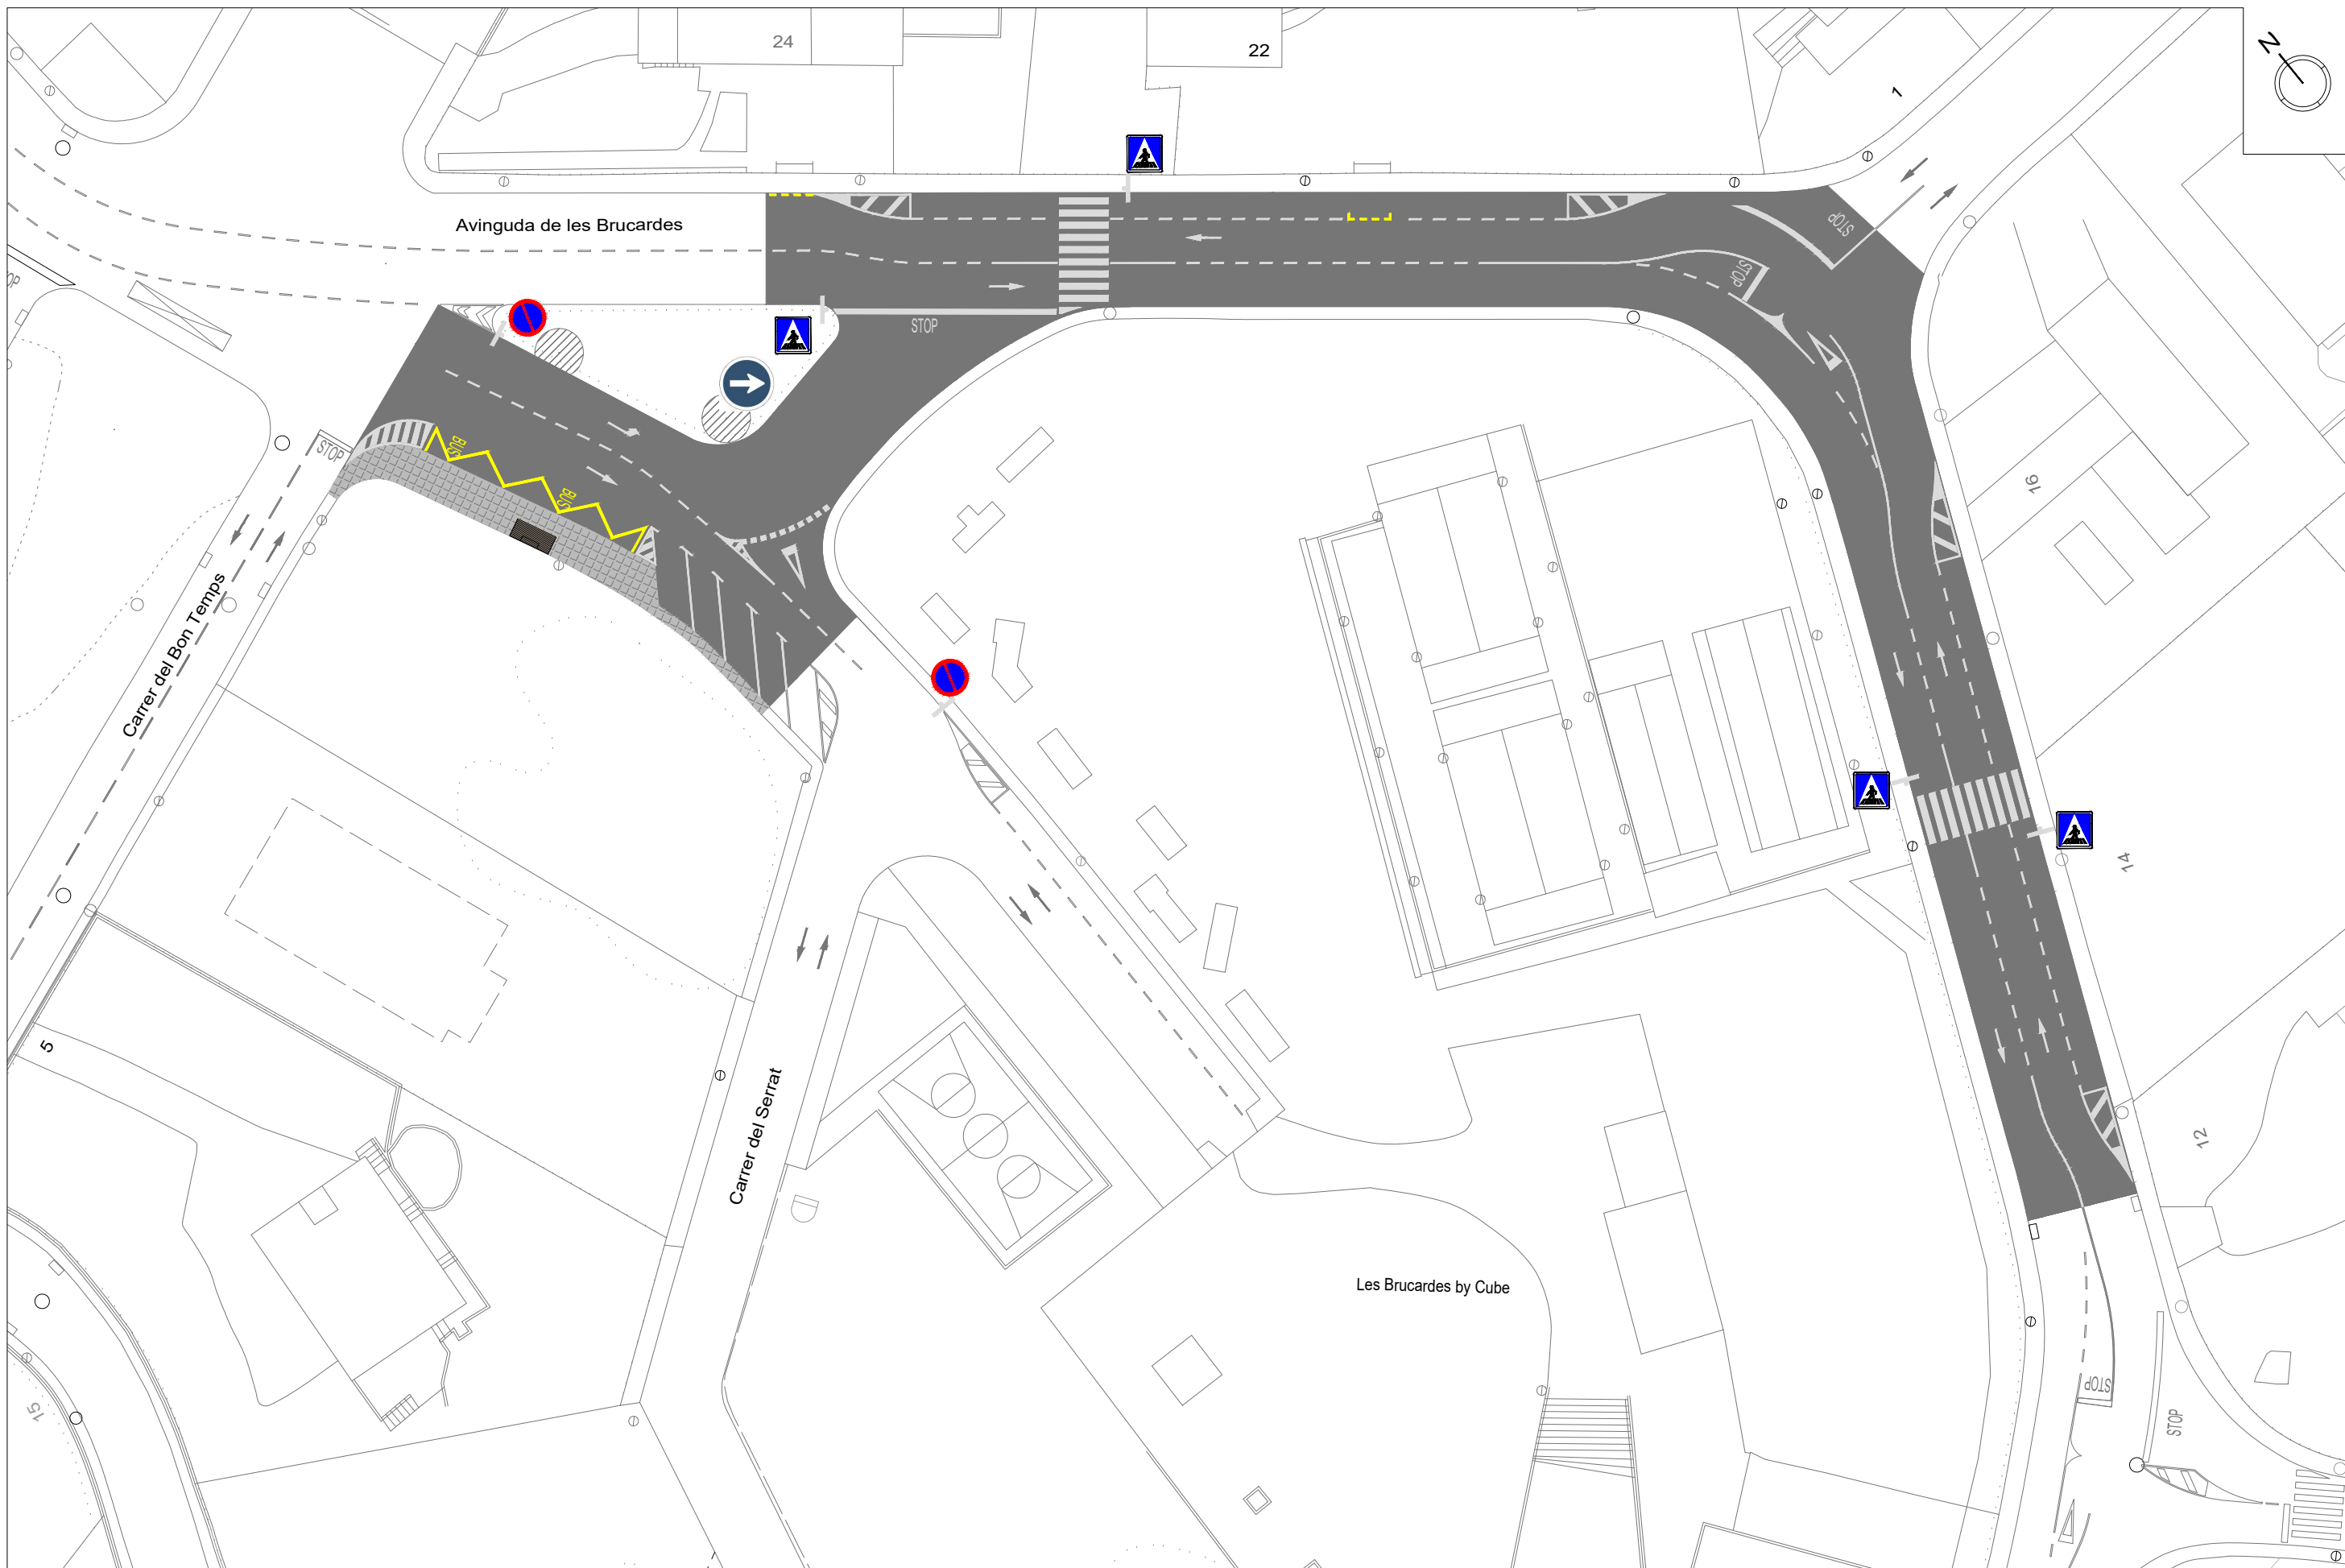 24
22
N
1
Avinguda de les Brucardes
STOP
STOP
STOP
OP
STOP
BUS
BUS
16
Carrer del Bon Temps
14
5
12
Carrer del Serrat
Les Brucardes by Cube
STOP
STOP
15